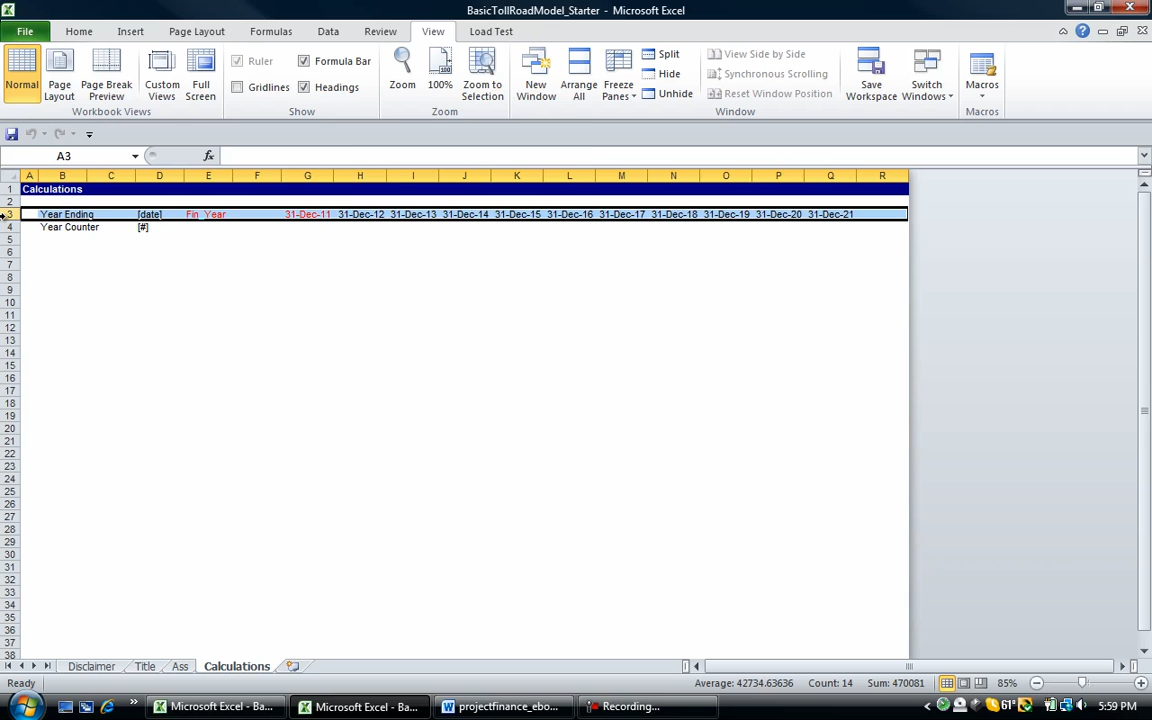 BasicTollRoadModel_Starter - Microsoft Excel
File Home Insert Page Layout Formulas Data Review View Load Test
Normal Page Layout Page Break Preview Custom Views Full Screen
Ruler Formula Bar
Gridlines Headings
Zoom 100% Zoom to Selection
New Window Arrange All Freeze Panes
Split
Hide
Unhide
View Side by Side
Synchronous Scrolling
Reset Window Position
Save Workspace Switch Windows Macros
Workbook Views Show Zoom Window Macros
A3 fx
A B C D E F G H I J K L M N O P Q R
1 Calculations
2
3 Year Ending [date] Fin_Year 31-Dec-11 31-Dec-12 31-Dec-13 31-Dec-14 31-Dec-15 31-Dec-16 31-Dec-17 31-Dec-18 31-Dec-19 31-Dec-20 31-Dec-21
4 Year Counter [#]
5
6
7
8
9
10
11
12
13
14
15
16
17
18
19
20
21
22
23
24
25
26
27
28
29
30
31
32
33
34
35
36
37
38
Disclaimer Title Ass Calculations
Ready Average: 42734.63636 Count: 14 Sum: 470081 85%
Microsoft Excel - Ba... Microsoft Excel - Ba... projectfinance_ebo... Recording... 61° 5:59 PM